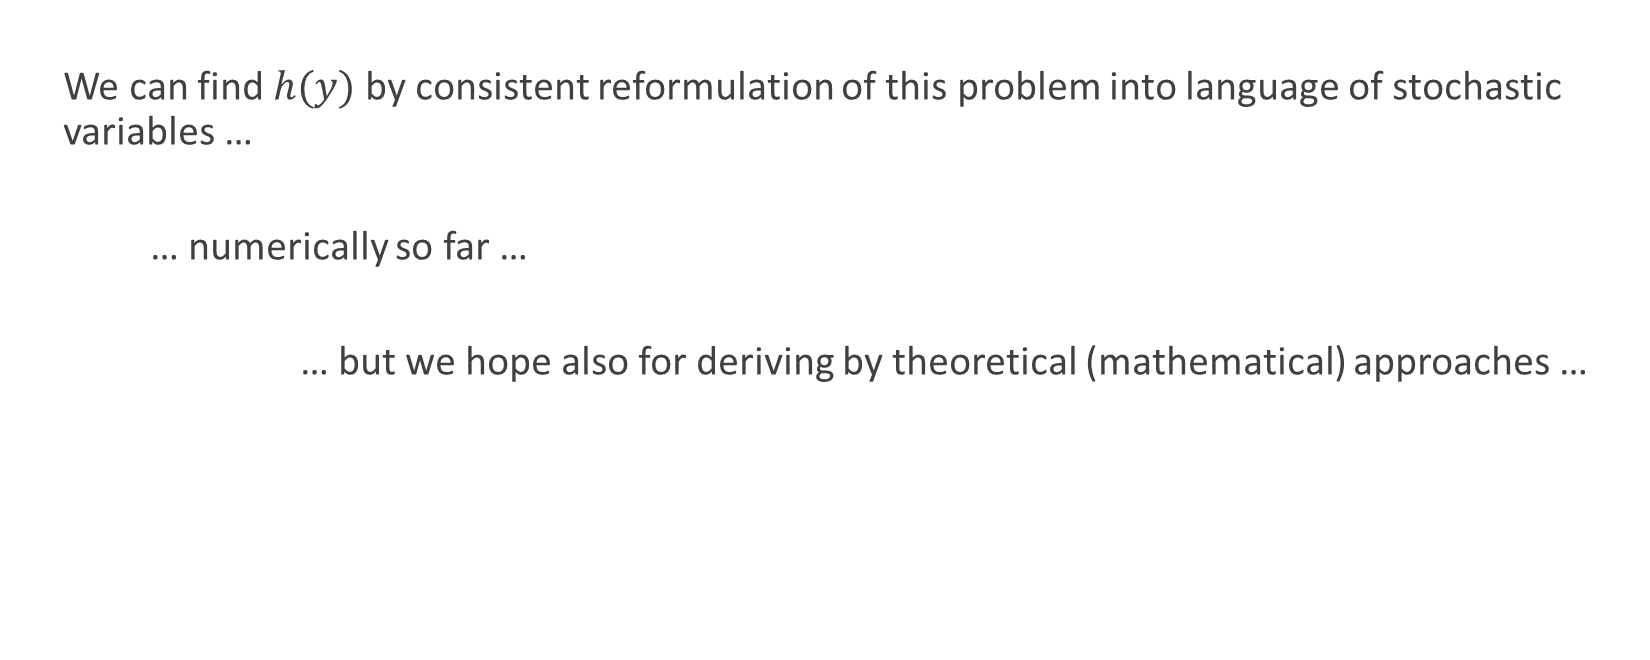 We can find h(y) by consistent reformulation of this problem into language of stochastic
variables ...
... numerically so far ...
... but we hope also for deriving by theoretical (mathematical) approaches ...